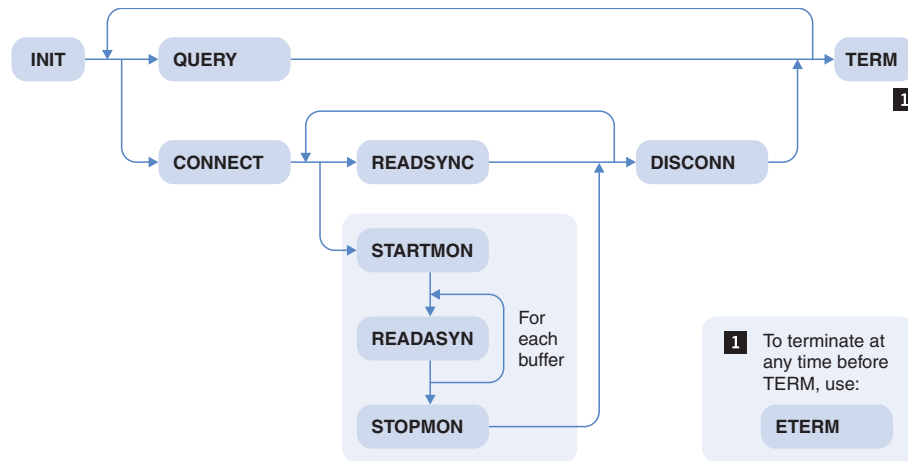 INIT
QUERY
TERM
1
CONNECT
READSYNC
DISCONN
STARTMON
READASYN
For
each
buffer
STOPMON
1 To terminate at
any time before
TERM, use:
ETERM